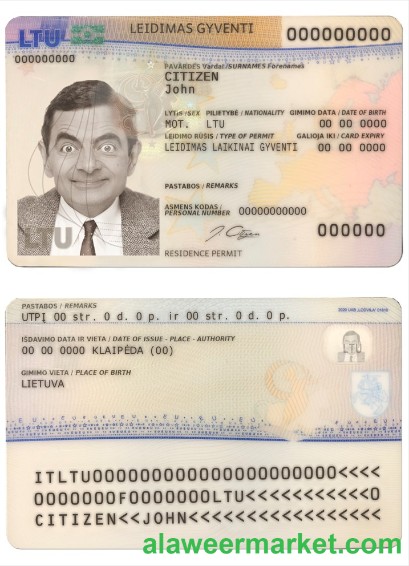 LTU LEIDIMAS GYVENTI 000000000
000000000
PAVARDĖS Vardai/SURNAMES Forenames
CITIZEN
John
LYTIS/SEX PILIETYBĖ / NATIONALITY GIMIMO DATA / DATE OF BIRTH
MOT. LTU 00 00 0000
LEIDIMO RŪŠIS / TYPE OF PERMIT GALIOJA IKI / CARD EXPIRY
LEIDIMAS LAIKINAI GYVENTI 00 00 0000
PASTABOS / REMARKS
ASMENS KODAS / PERSONAL NUMBER 00000000000
LTU
000000
RESIDENCE PERMIT
PASTABOS / REMARKS
UTPĮ 00 str. 0 d. 0 p. ir 00 str. 0 d. 0 p.
IŠDAVIMO DATA IR VIETA / DATE OF ISSUE - PLACE - AUTHORITY
00 00 0000 KLAIPĖDA (00)
GIMIMO VIETA / PLACE OF BIRTH
LIETUVA
ITLTU000000000000000000000<<<<
0000000F0000000LTU<<<<<<<<<<<0
CITIZEN<<JOHN<<<<<<<<<<<<<<<<<
alaweermarket.com